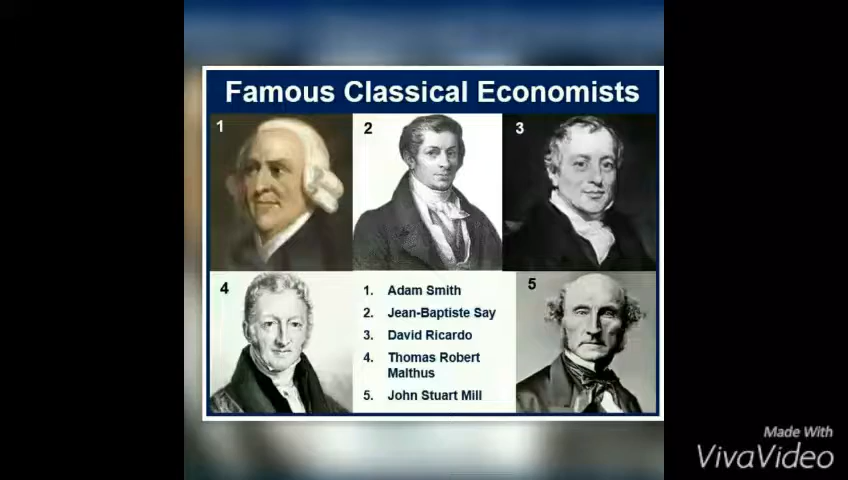 Famous Classical Economists
1
2
3
4
1. Adam Smith
2. Jean-Baptiste Say
3. David Ricardo
4. Thomas Robert
Malthus
5. John Stuart Mill
5
Made With
VivaVideo